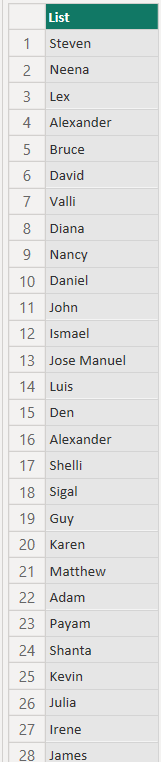 List
1 Steven
2 Neena
3 Lex
4 Alexander
5 Bruce
6 David
7 Valli
8 Diana
9 Nancy
10 Daniel
11 John
12 Ismael
13 Jose Manuel
14 Luis
15 Den
16 Alexander
17 Shelli
18 Sigal
19 Guy
20 Karen
21 Matthew
22 Adam
23 Payam
24 Shanta
25 Kevin
26 Julia
27 Irene
28 James